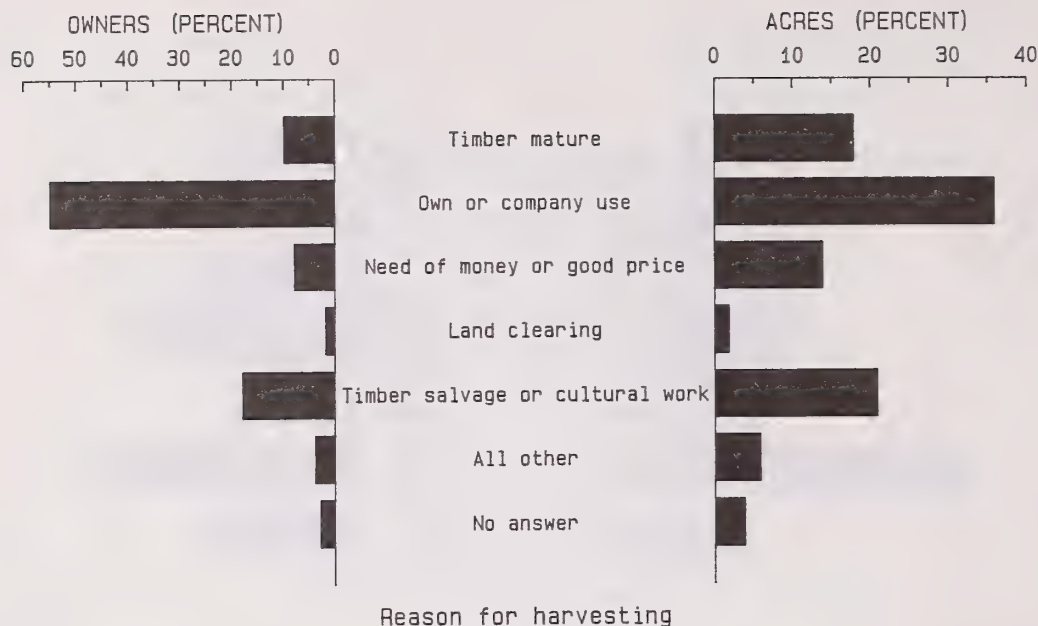 OWNERS (PERCENT)
60 50 40 30 20 10 0
ACRES (PERCENT)
0 10 20 30 40
Timber mature
Own or company use
Need of money or good price
Land clearing
Timber salvage or cultural work
All other
No answer
Reason for harvesting